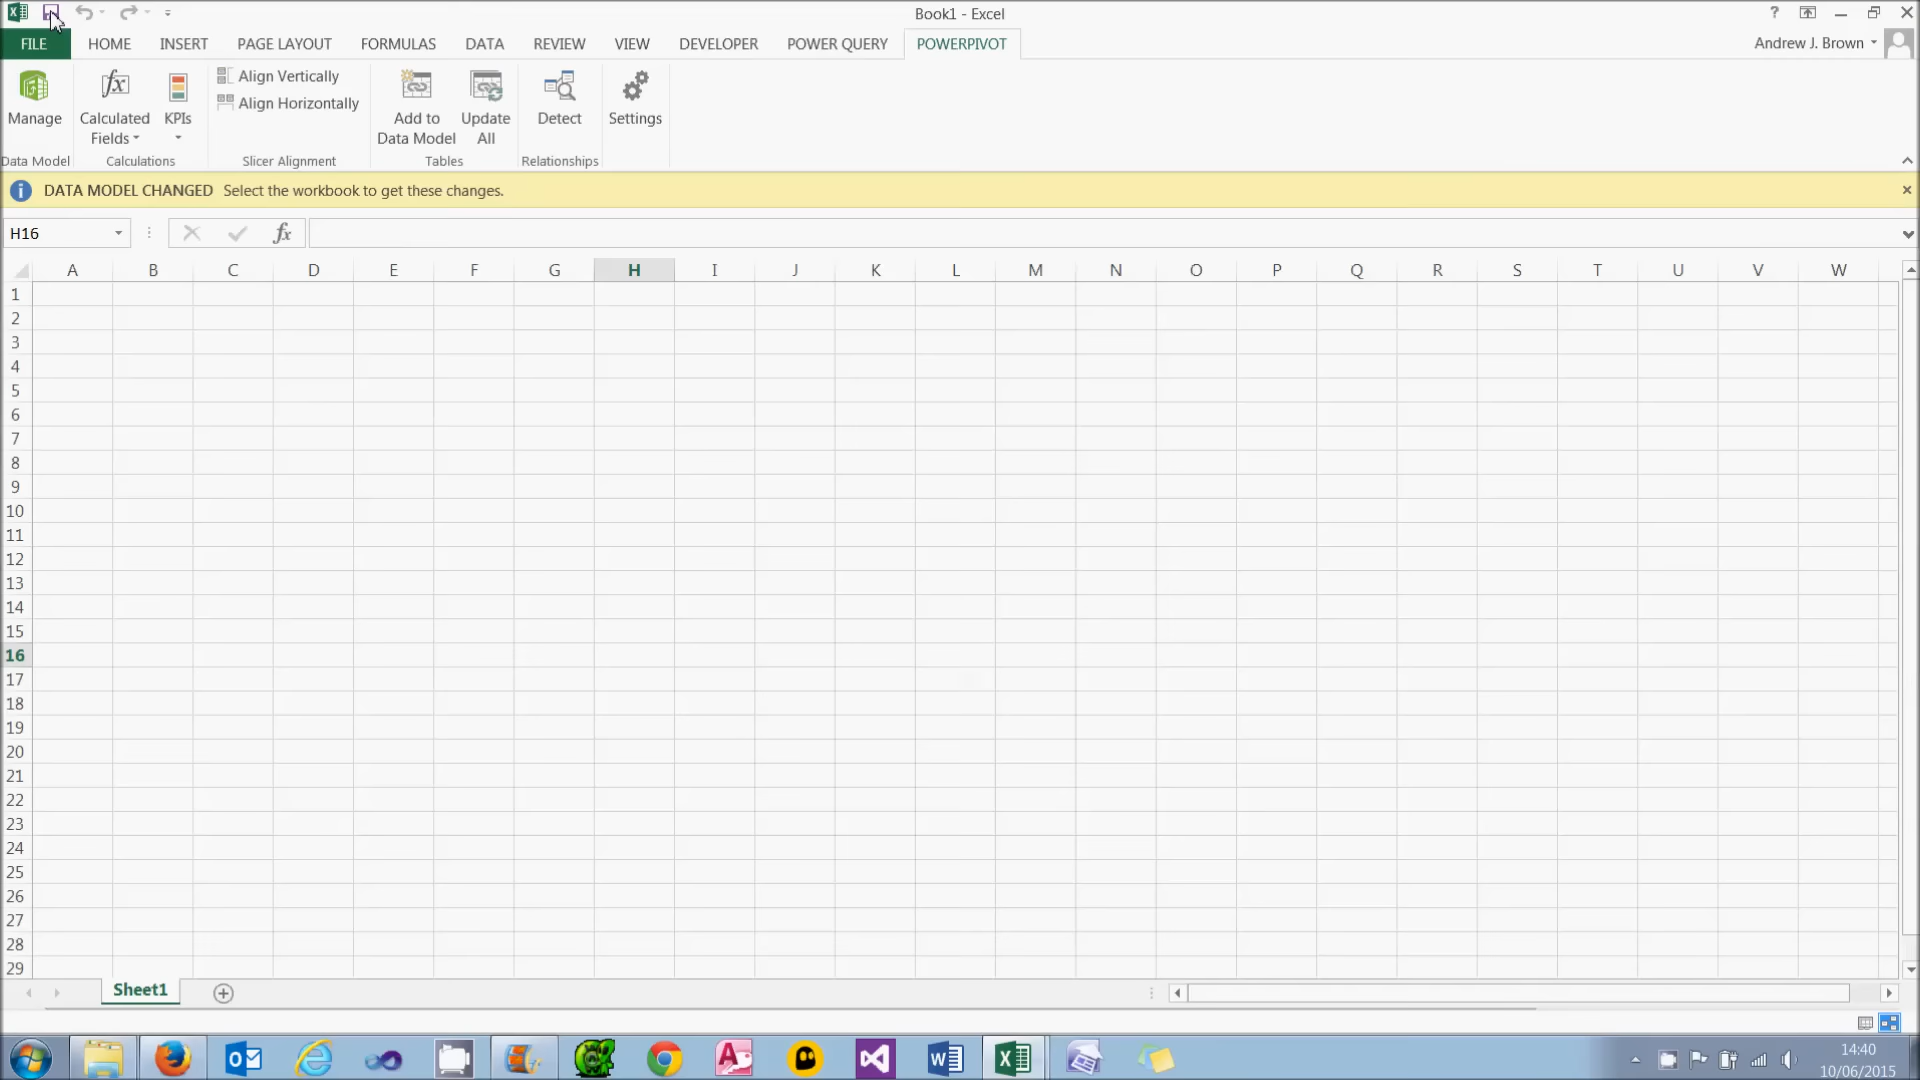 Book1 - Excel
?
FILE HOME INSERT PAGE LAYOUT FORMULAS DATA REVIEW VIEW DEVELOPER POWER QUERY POWERPIVOT
Andrew J. Brown
Manage
Calculated
Fields
KPIs
Align Vertically
Align Horizontally
Add to
Data Model
Update
All
Detect
Settings
Data Model Calculations Slicer Alignment Tables Relationships
DATA MODEL CHANGED Select the workbook to get these changes.
H16
fx
A B C D E F G H I J K L M N O P Q R S T U V W
1
2
3
4
5
6
7
8
9
10
11
12
13
14
15
16
17
18
19
20
21
22
23
24
25
26
27
28
29
Sheet1
14:40
10/06/2015